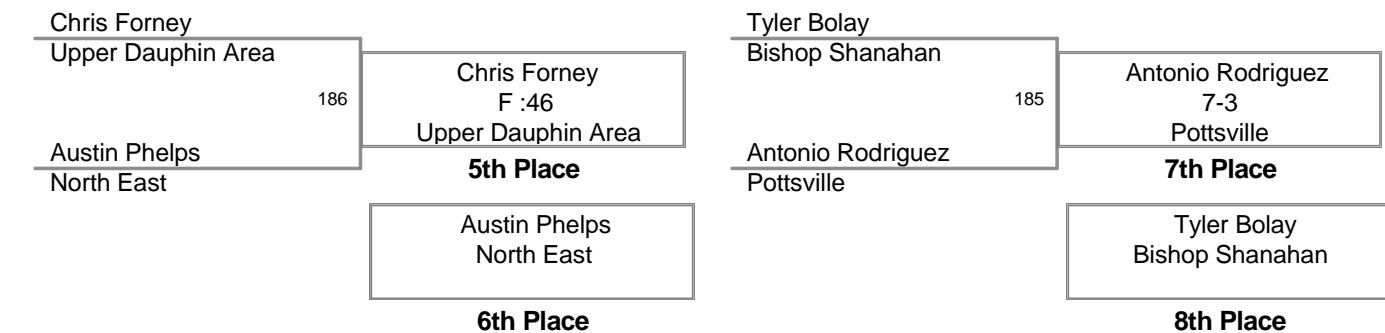 Chris Forney
Upper Dauphin Area
186
Chris Forney
F :46
Upper Dauphin Area
Austin Phelps
North East
5th Place
Austin Phelps
North East
6th Place
Tyler Bolay
Bishop Shanahan
185
Antonio Rodriguez
7-3
Pottsville
Antonio Rodriguez
Pottsville
7th Place
Tyler Bolay
Bishop Shanahan
8th Place